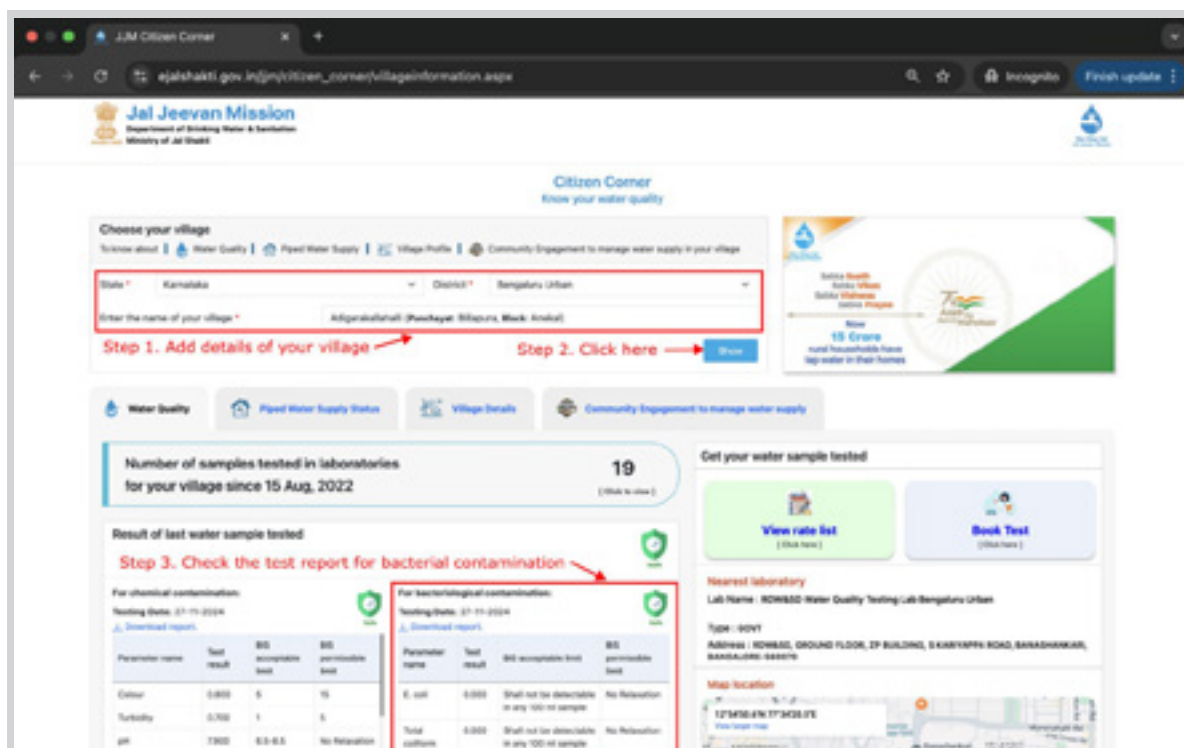 JJM Citizen Corner
ejalshakti.gov.in/jjm/citizen_corner/villageinformation.aspx
Incognito
Finish update
Jal Jeevan Mission
Department of Drinking Water & Sanitation
Ministry of Jal Shakti
Citizen Corner
Know your water quality
Choose your village
To know about | Water Quality | Piped Water Supply | Village Profile | Community Engagement to manage water supply in your village
State * Karnataka District * Bengaluru Urban
Enter the name of your village * Adigarakallahalli (Panchayat: Billapura, Block: Anekal)
Step 1. Add details of your village
Step 2. Click here
Show
Now
15 Crore
rural households have
tap water in their homes
Water Quality
Piped Water Supply Status
Village Details
Community Engagement to manage water supply
Number of samples tested in laboratories
for your village since 15 Aug, 2022
19
[Click to view]
Result of last water sample tested
Step 3. Check the test report for bacterial contamination
For chemical contamination:
Testing Date: 27-11-2024
Download report.
Parameter name Test result BIS acceptable limit BIS permissible limit
Colour 0.800 5 15
Turbidity 0.700 1 5
pH 7.900 6.5-8.5 No Relaxation
For bacteriological contamination:
Testing Date: 27-11-2024
Download report.
Parameter name Test result BIS acceptable limit BIS permissible limit
E. coli 0.000 Shall not be detectable in any 100 ml sample No Relaxation
Total coliform 0.000 Shall not be detectable in any 100 ml sample No Relaxation
Get your water sample tested
View rate list
[Click here]
Book Test
[Click here]
Nearest laboratory
Lab Name : RDW&SD Water Quality Testing Lab Bengaluru Urban
Type : GOVT
Address : RDW&SD, GROUND FLOOR, ZP BUILDING, S KARIYAPPA ROAD, BANASHANKARI,
BANGALORE-560070
Map location
View larger map